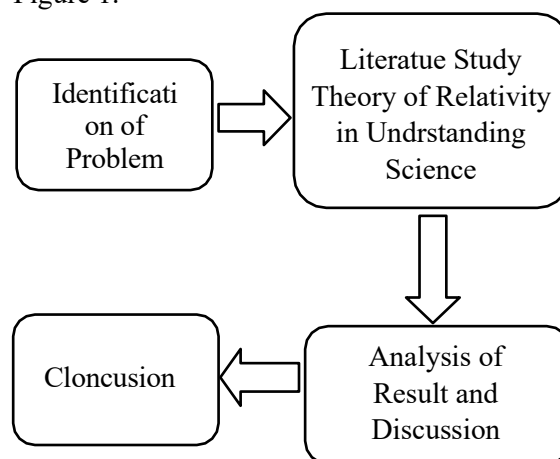 Figure 1.
Identificati
on of
Problem
Literatue Study
Theory of Relativity
in Undrstanding
Science
Analysis of
Result and
Discussion
Cloncusion